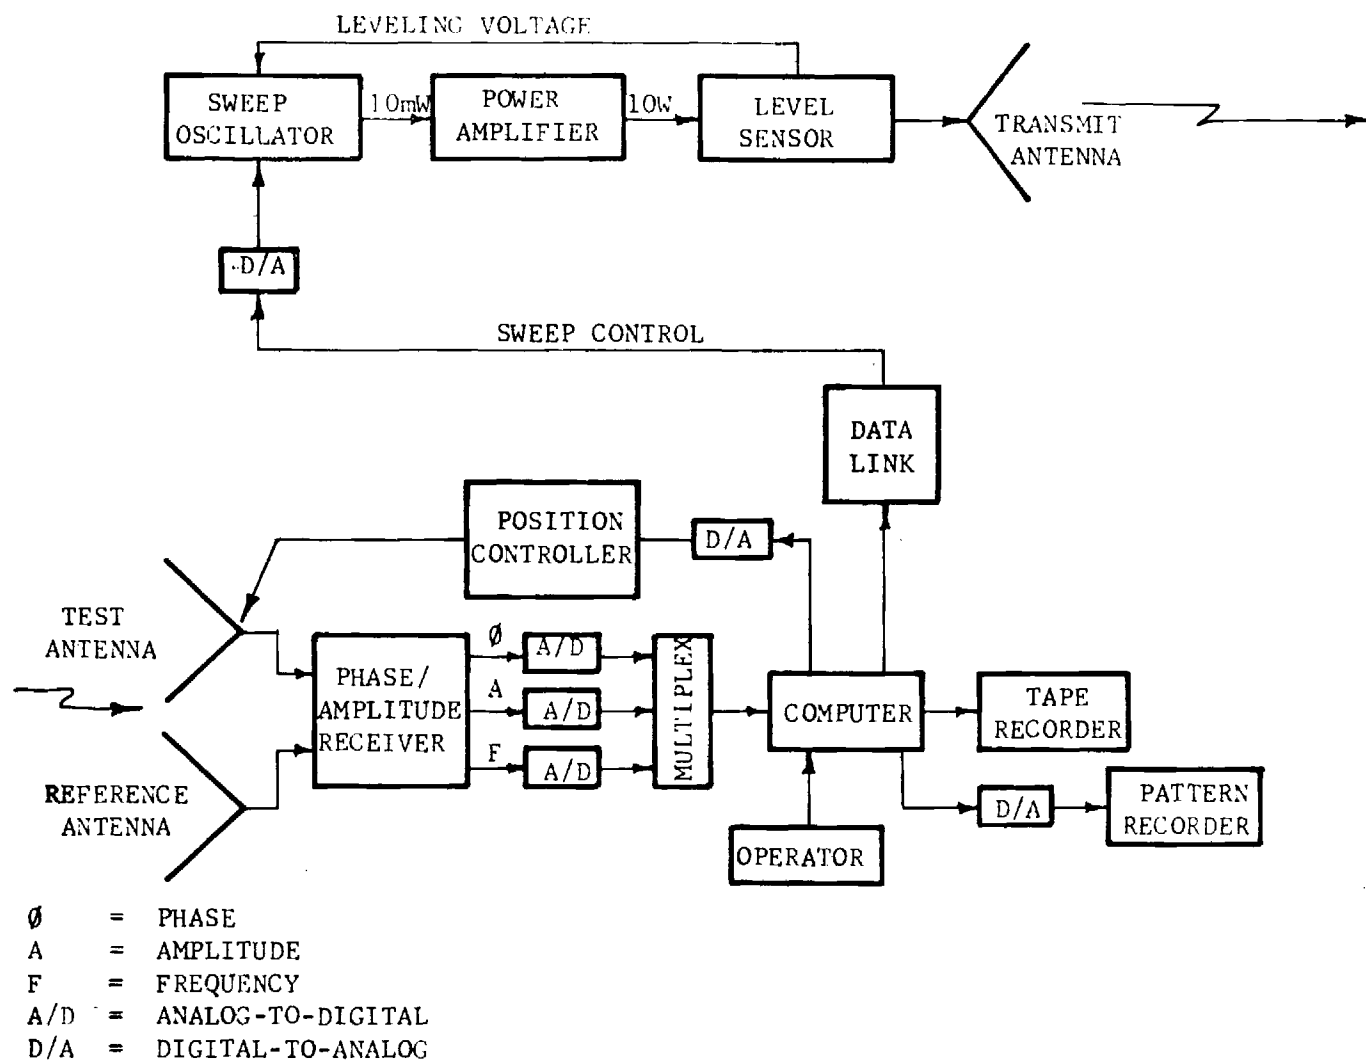 LEVELING VOLTAGE
SWEEP
OSCILLATOR
10mW
POWER
AMPLIFIER
10W
LEVEL
SENSOR
TRANSMIT
ANTENNA
D/A
SWEEP CONTROL
DATA
LINK
POSITION
CONTROLLER
D/A
TEST
ANTENNA
PHASE/
AMPLITUDE
RECEIVER
Ø
A/D
A
A/D
F
A/D
MULTIPLEX
COMPUTER
TAPE
RECORDER
REFERENCE
ANTENNA
D/A
PATTERN
RECORDER
OPERATOR
Ø = PHASE
A = AMPLITUDE
F = FREQUENCY
A/D = ANALOG-TO-DIGITAL
D/A = DIGITAL-TO-ANALOG